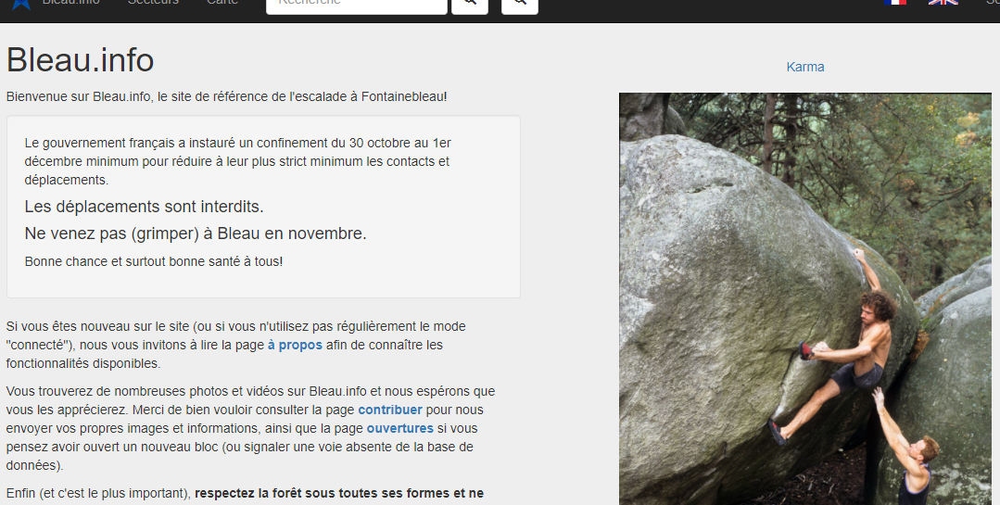 Bleau.info Secteurs Carte Recherche
Bleau.info
Karma
Bienvenue sur Bleau.info, le site de référence de l'escalade à Fontainebleau!
Le gouvernement français a instauré un confinement du 30 octobre au 1er
décembre minimum pour réduire à leur plus strict minimum les contacts et
déplacements.
Les déplacements sont interdits.
Ne venez pas (grimper) à Bleau en novembre.
Bonne chance et surtout bonne santé à tous!
Si vous êtes nouveau sur le site (ou si vous n'utilisez pas régulièrement le mode
"connecté"), nous vous invitons à lire la page à propos afin de connaître les
fonctionnalités disponibles.
Vous trouverez de nombreuses photos et vidéos sur Bleau.info et nous espérons que
vous les apprécierez. Merci de bien vouloir consulter la page contribuer pour nous
envoyer vos propres images et informations, ainsi que la page ouvertures si vous
pensez avoir ouvert un nouveau bloc (ou signaler une voie absente de la base de
données).
Enfin (et c'est le plus important), respectez la forêt sous toutes ses formes et ne